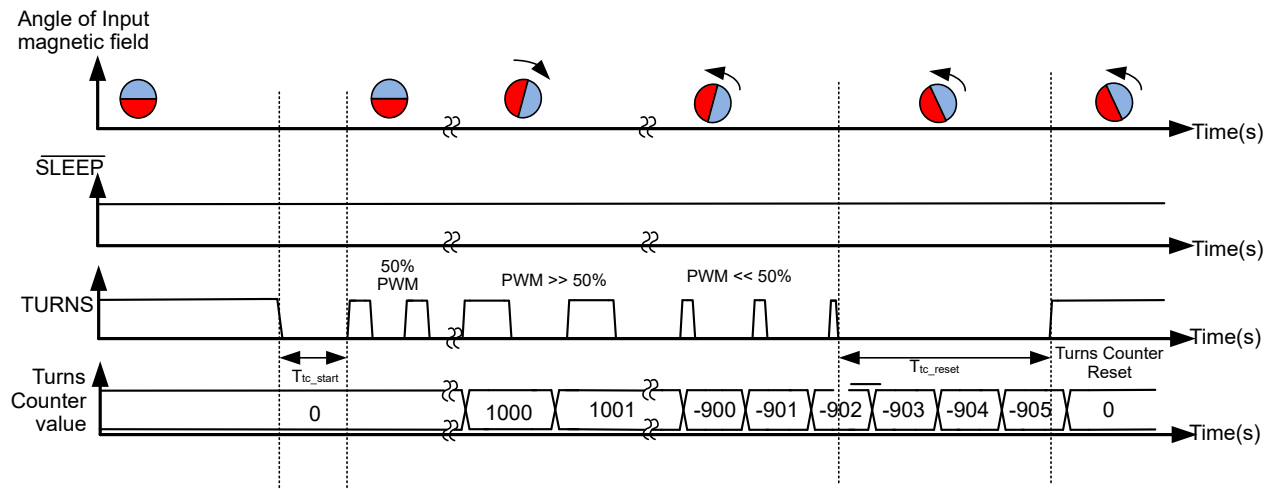 Angle of Input
magnetic field
Time(s)
SLEEP
Time(s)
50%
PWM
PWM >> 50%
PWM << 50%
TURNS
Time(s)
Ttc_start
Ttc_reset
Turns Counter
Reset
Turns
Counter
value
0
1000
1001
-900
-901
-902
-903
-904
-905
0
Time(s)